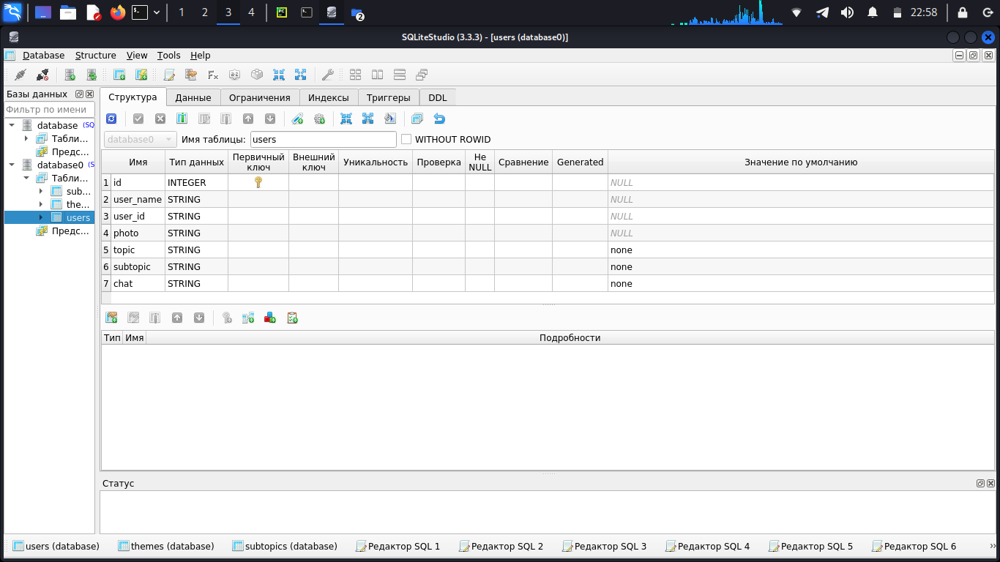 1 2 3 4 PC 2 22:58
SQLiteStudio (3.3.3) - [users (database0)]
Database Structure View Tools Help
Базы данных
Фильтр по имени
database (SQ
Табли...
Предс...
database0 (S
Табли...
sub...
the...
users
Предс...
Структура Данные Ограничения Индексы Триггеры DDL
database0 Имя таблицы: users WITHOUT ROWID
Имя Тип данных Первичный ключ Внешний ключ Уникальность Проверка Не NULL Сравнение Generated Значение по умолчанию
1 id INTEGER NULL
2 user_name STRING NULL
3 user_id STRING NULL
4 photo STRING NULL
5 topic STRING none
6 subtopic STRING none
7 chat STRING none
Тип Имя Подробности
Статус
users (database) themes (database) subtopics (database) Редактор SQL 1 Редактор SQL 2 Редактор SQL 3 Редактор SQL 4 Редактор SQL 5 Редактор SQL 6 »